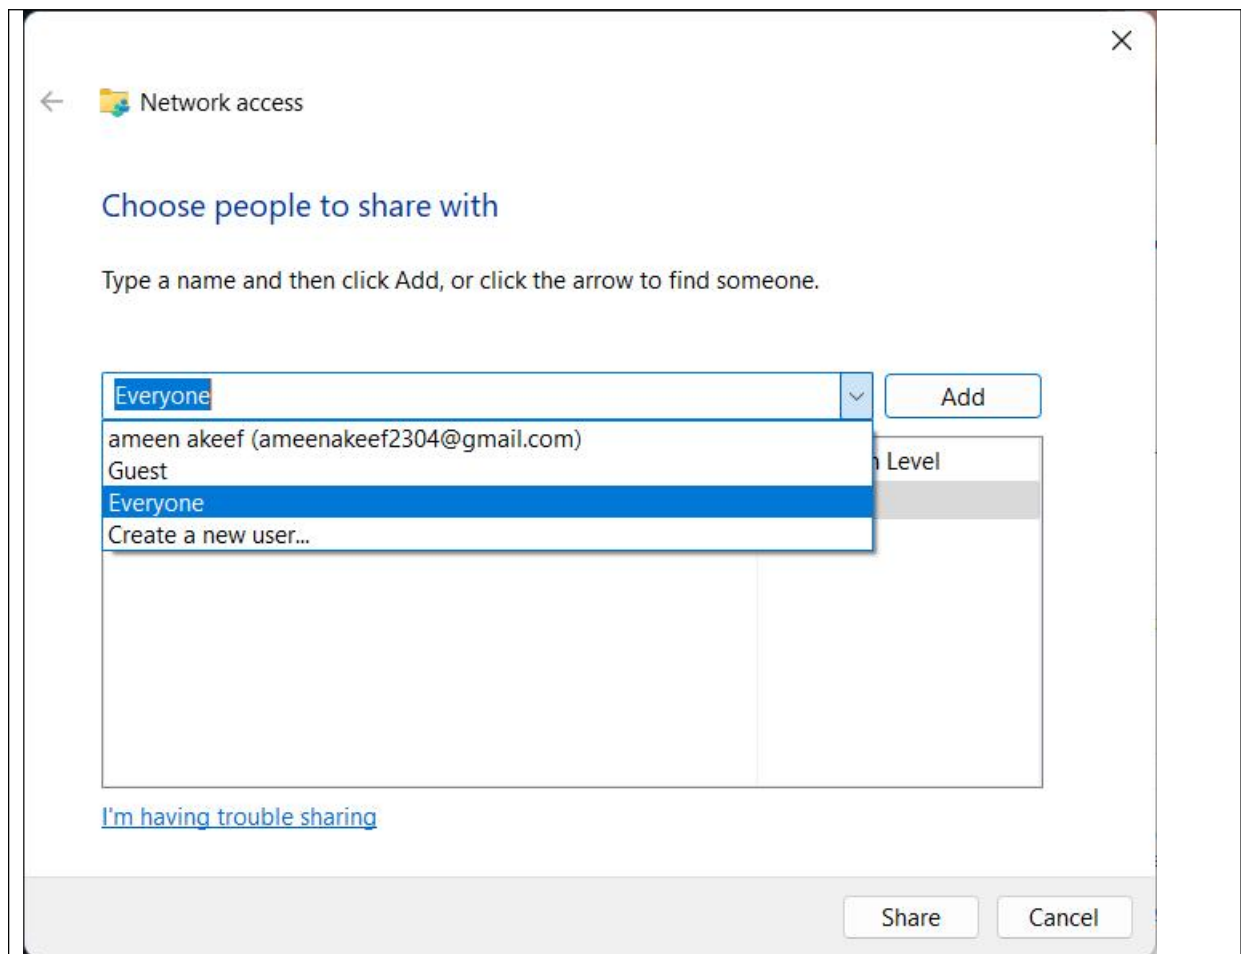 Network access
Choose people to share with
Type a name and then click Add, or click the arrow to find someone.
Everyone
Add
ameen akeef (ameenakeef2304@gmail.com)
Guest
Everyone
Create a new user...
Level
I'm having trouble sharing
Share
Cancel